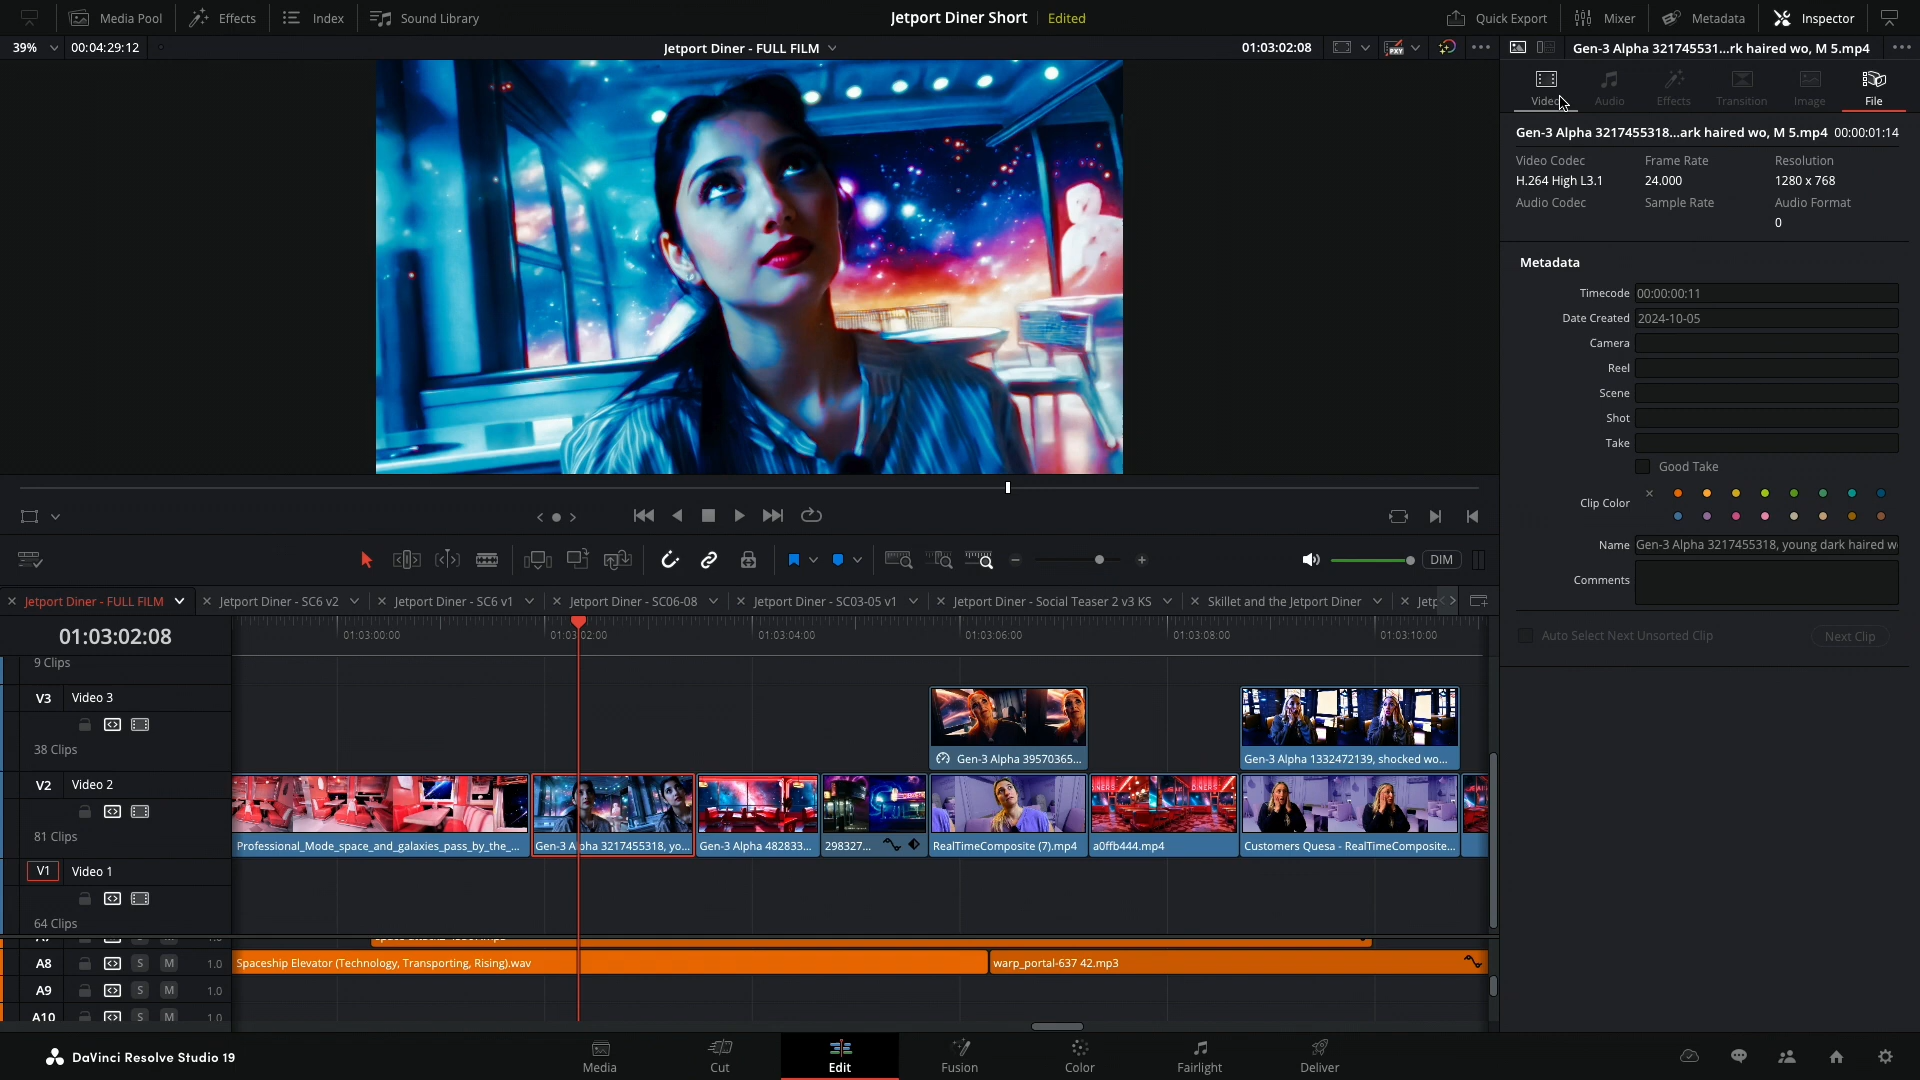 Media Pool
Effects
Index
Sound Library
Jetport Diner Short
Edited
Quick Export
Mixer
Metadata
Inspector
39%
00:04:29:12
Jetport Diner - FULL FILM
01:03:02:08
PXY
Gen-3 Alpha 321745531...rk haired wo, M 5.mp4
Video
Audio
Effects
Transition
Image
File
Gen-3 Alpha 3217455318...ark haired wo, M 5.mp4
00:00:01:14
Video Codec
Frame Rate
Resolution
H.264 High L3.1
24.000
1280 x 768
Audio Codec
Sample Rate
Audio Format
0
Metadata
Timecode 00:00:00:11
Date Created 2024-10-05
Camera
Reel
Scene
Shot
Take
Good Take
Clip Color
Name Gen-3 Alpha 3217455318, young dark haired w
Comments
Auto Select Next Unsorted Clip
Next Clip
DIM
Jetport Diner - FULL FILM
Jetport Diner - SC6 v2
Jetport Diner - SC6 v1
Jetport Diner - SC06-08
Jetport Diner - SC03-05 v1
Jetport Diner - Social Teaser 2 v3 KS
Skillet and the Jetport Diner
Jetp
01:03:02:08
01:03:00:00
01:03:02:00
01:03:04:00
01:03:06:00
01:03:08:00
01:03:10:00
9 Clips
V3 Video 3
38 Clips
Gen-3 Alpha 39570365...
Gen-3 Alpha 1332472139, shocked wo...
V2 Video 2
81 Clips
Professional_Mode_space_and_galaxies_pass_by_the_...
Gen-3 Alpha 3217455318, yo...
Gen-3 Alpha 482833...
298327...
RealTimeComposite (7).mp4
a0ffb444.mp4
Customers Quesa - RealTimeComposite...
V1 Video 1
64 Clips
A8 S M 1.0
Spaceship Elevator (Technology, Transporting, Rising).wav
warp_portal-637 42.mp3
A9 S M 1.0
A10 S M 1.0
DaVinci Resolve Studio 19
Media
Cut
Edit
Fusion
Color
Fairlight
Deliver